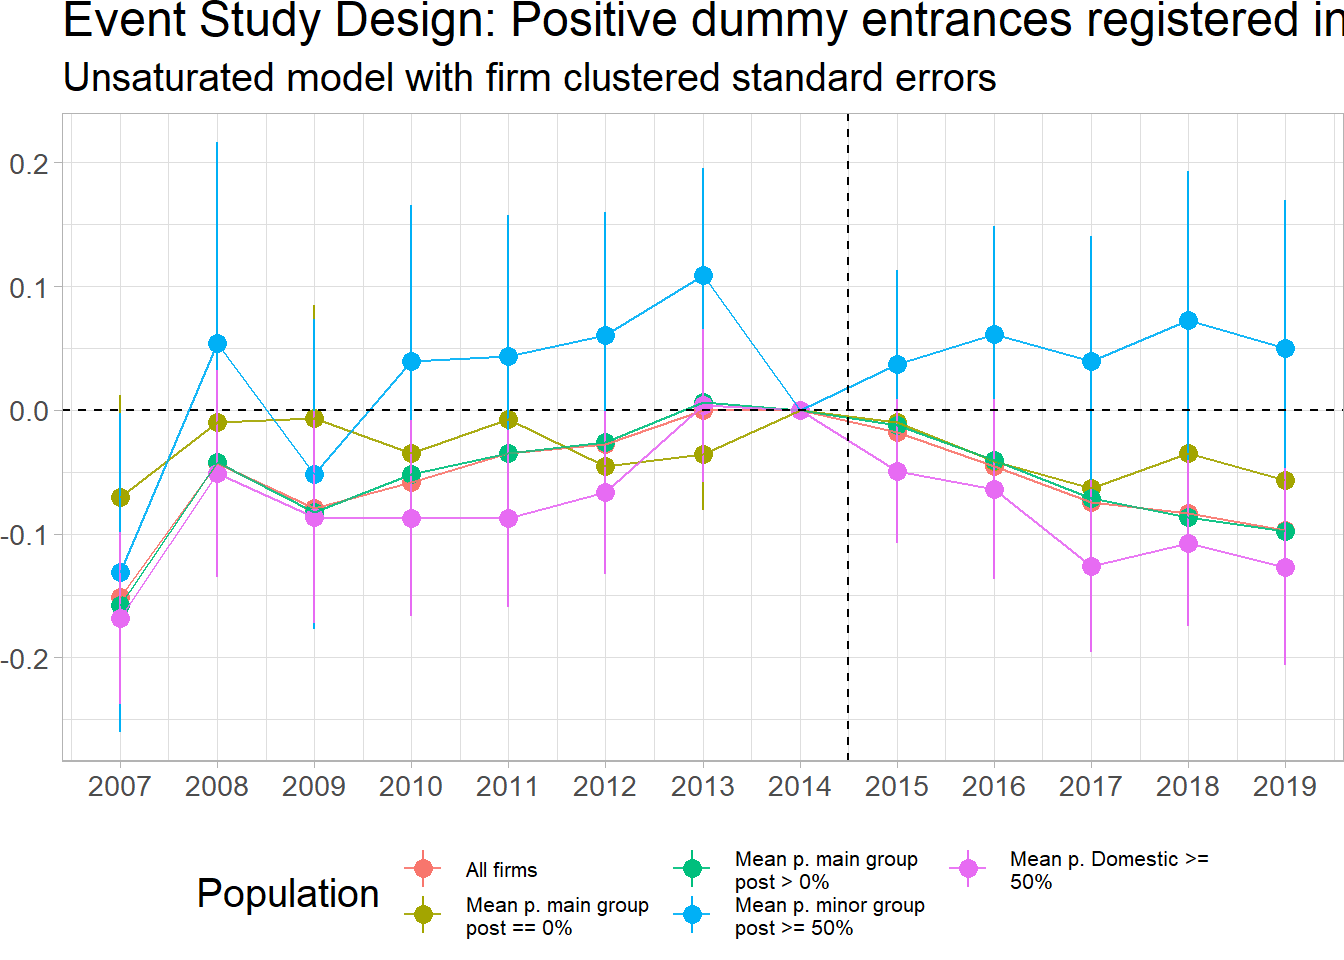 Event Study Design: Positive dummy entrances registered in
Unsaturated model with firm clustered standard errors
0.2
0.1
0.0
-0.1
-0.2
2007 2008 2009 2010 2011 2012 2013 2014 2015 2016 2017 2018 2019
Population
All firms
Mean p. main group
post == 0%
Mean p. main group
post > 0%
Mean p. minor group
post >= 50%
Mean p. Domestic >=
50%